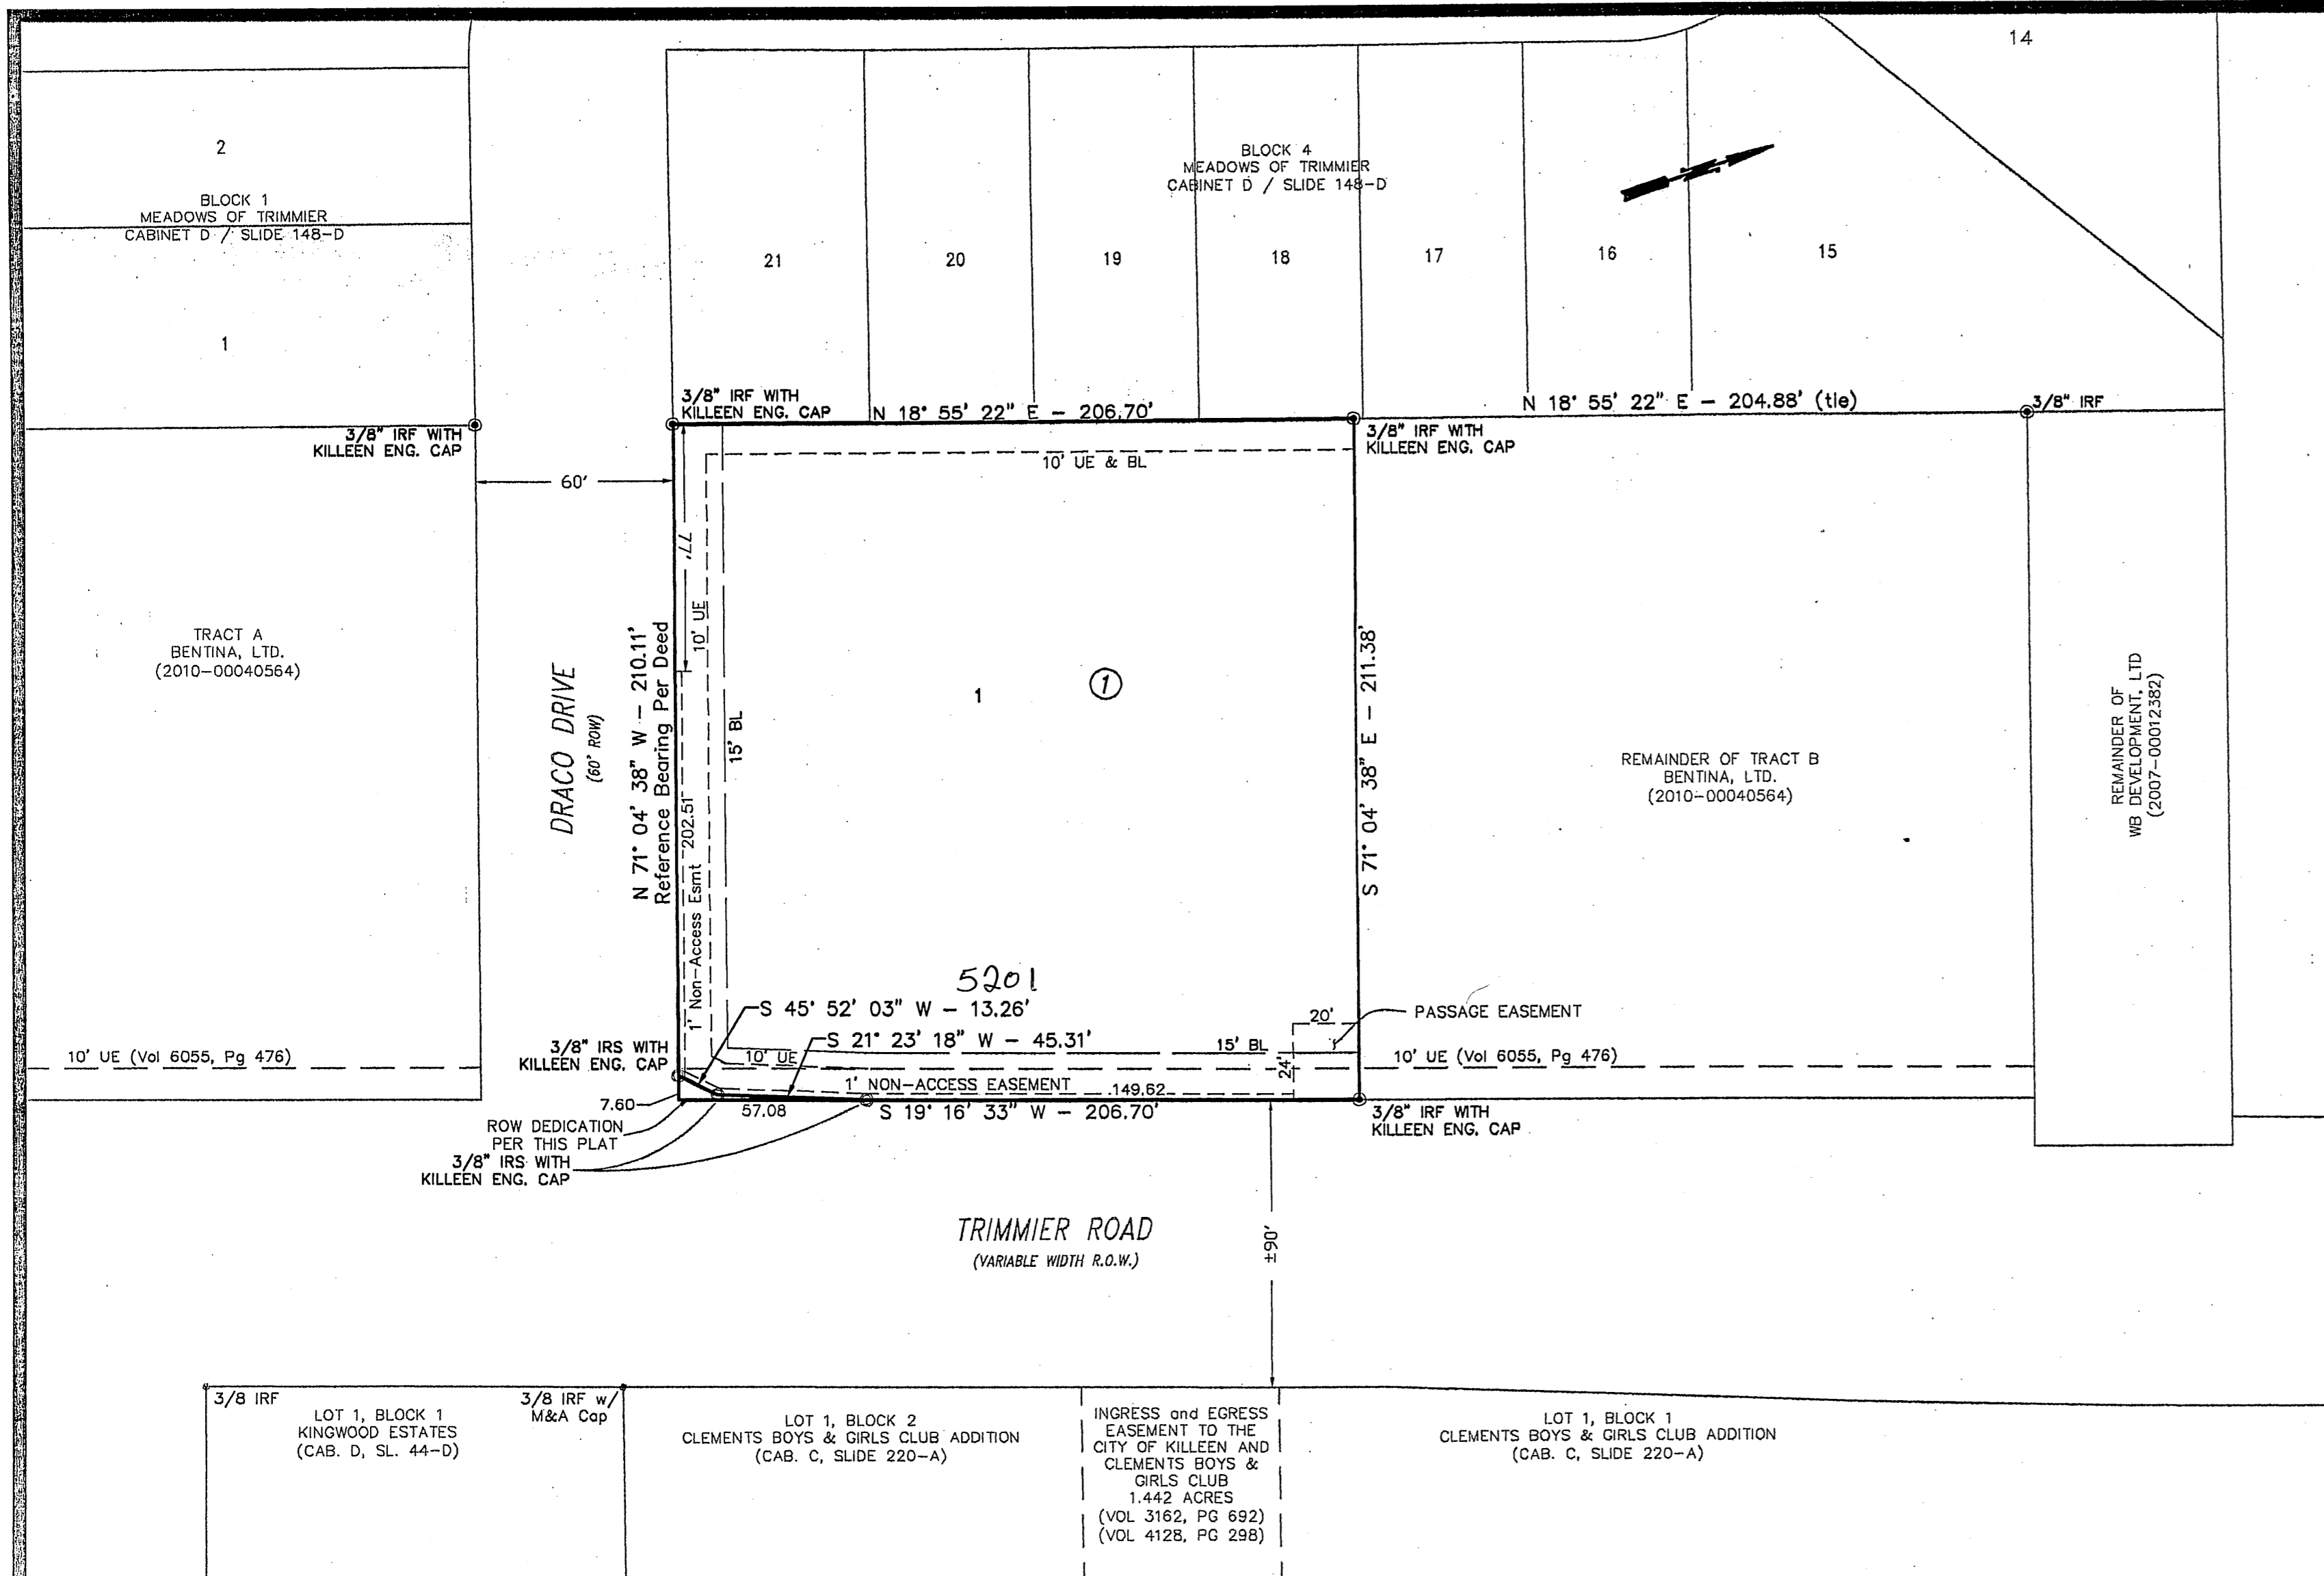 14
2
BLOCK 1
MEADOWS OF TRIMMIER
CABINET D / SLIDE 148-D
1
BLOCK 4
MEADOWS OF TRIMMIER
CABINET D / SLIDE 148-D
21
20
19
18
17
16
15
3/8" IRF WITH
KILLEEN ENG. CAP
N 18° 55' 22" E - 206.70'
N 18° 55' 22" E - 204.88' (tie)
3/8" IRF
3/8" IRF WITH
KILLEEN ENG. CAP
3/8" IRF WITH
KILLEEN ENG. CAP
10' UE & BL
60'
77'
10' UE
15' BL
N 71° 04' 38" W - 210.11'
Reference Bearing Per Deed
1' Non-Access Esmt 202.51
DRACO DRIVE
(60' ROW)
TRACT A
BENTINA, LTD.
(2010-00040564)
1
1
S 71° 04' 38" E - 211.38'
REMAINDER OF TRACT B
BENTINA, LTD.
(2010-00040564)
REMAINDER OF
WB DEVELOPMENT, LTD
(2007-00012382)
5201
S 45° 52' 03" W - 13.26'
S 21° 23' 18" W - 45.31'
20'
PASSAGE EASEMENT
15' BL
24'
10' UE
10' UE (Vol 6055, Pg 476)
10' UE (Vol 6055, Pg 476)
3/8" IRS WITH
KILLEEN ENG. CAP
1' NON-ACCESS EASEMENT
149.62
7.60
57.08
S 19° 16' 33" W - 206.70'
3/8" IRF WITH
KILLEEN ENG. CAP
ROW DEDICATION
PER THIS PLAT
3/8" IRS WITH
KILLEEN ENG. CAP
TRIMMIER ROAD
(VARIABLE WIDTH R.O.W.)
±90'
3/8 IRF
3/8 IRF w/
M&A Cap
LOT 1, BLOCK 1
KINGWOOD ESTATES
(CAB. D, SL. 44-D)
LOT 1, BLOCK 2
CLEMENTS BOYS & GIRLS CLUB ADDITION
(CAB. C, SLIDE 220-A)
INGRESS and EGRESS
EASEMENT TO THE
CITY OF KILLEEN AND
CLEMENTS BOYS &
GIRLS CLUB
1.442 ACRES
(VOL 3162, PG 692)
(VOL 4128, PG 298)
LOT 1, BLOCK 1
CLEMENTS BOYS & GIRLS CLUB ADDITION
(CAB. C, SLIDE 220-A)